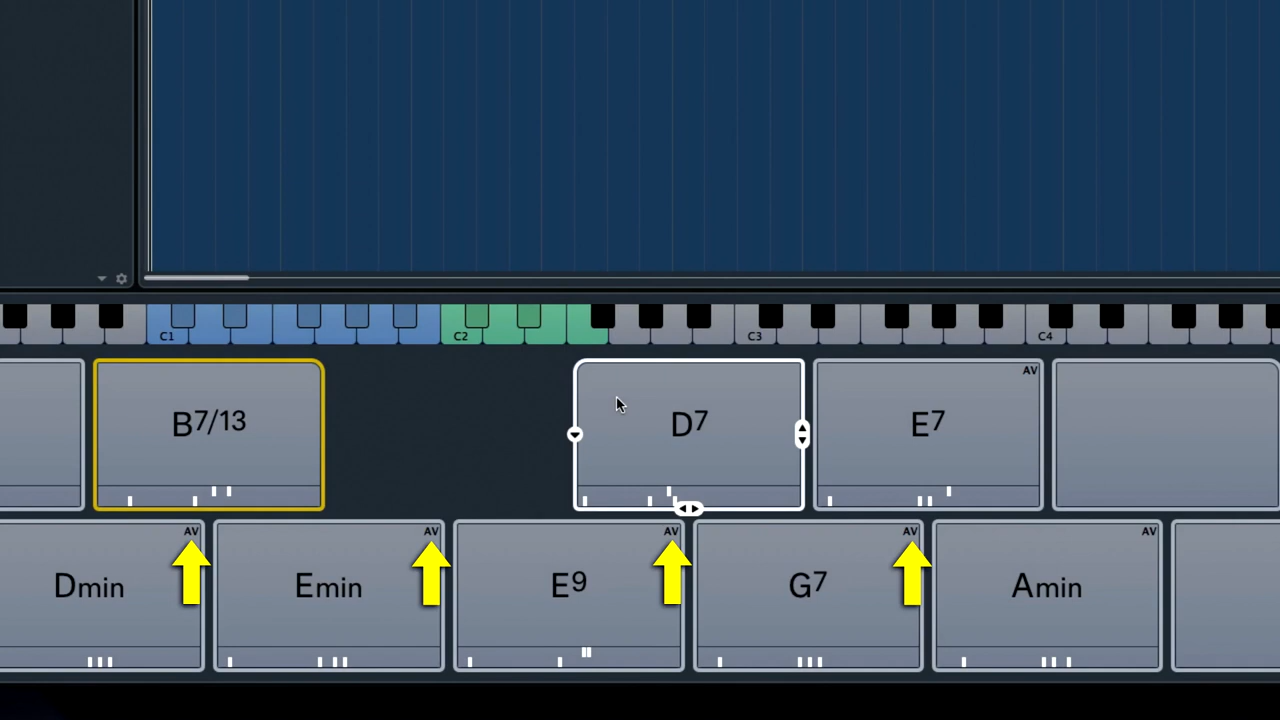 C1 C2 C3 C4
AV
B7/13 D7 E7
AV AV AV AV AV
Dmin Emin E9 G7 Amin